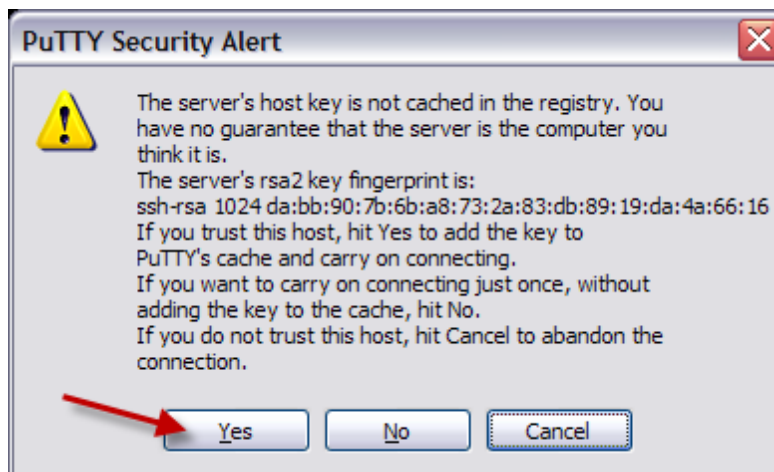 PuTTY Security Alert
The server's host key is not cached in the registry. You
have no guarantee that the server is the computer you
think it is.
The server's rsa2 key fingerprint is:
ssh-rsa 1024 da:bb:90:7b:6b:a8:73:2a:83:db:89:19:da:4a:66:16
If you trust this host, hit Yes to add the key to
PuTTY's cache and carry on connecting.
If you want to carry on connecting just once, without
adding the key to the cache, hit No.
If you do not trust this host, hit Cancel to abandon the
connection.
Yes No Cancel